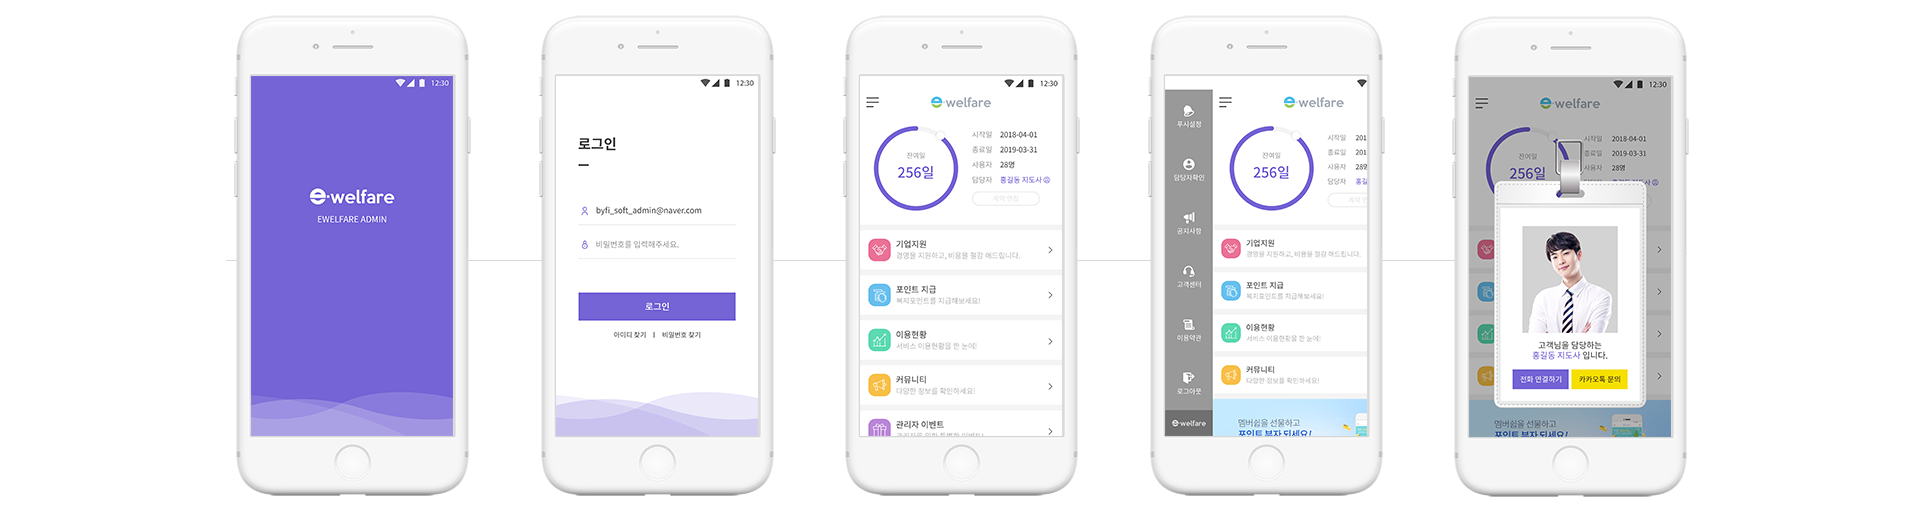 12:30
e·welfare
EWELFARE ADMIN
12:30
로그인
byfi_soft_admin@naver.com
비밀번호를 입력해주세요.
로그인
아이디 찾기 | 비밀번호 찾기
12:30
e·welfare
잔여일
256일
시작일 2018-04-01
종료일 2019-03-31
사용자 28명
담당자 홍길동 지도사
계약 연장
기업지원
경영을 지원하고, 비용을 절감 해드립니다.
포인트 지급
복지포인트를 지급해보세요!
이용현황
서비스 이용현황을 한 눈에!
커뮤니티
다양한 정보를 확인하세요!
관리자 이벤트
푸시설정
담당자확인
공지사항
고객센터
이용약관
로그아웃
e·welfare
e·welfare
잔여일
256일
시작일 201
종료일 201
사용자 28명
담당자 홍길
기업지원
경영을 지원하고, 비용을 절감 해드립니다.
포인트 지급
복지포인트를 지급해보세요!
이용현황
서비스 이용현황을 한 눈에!
커뮤니티
다양한 정보를 확인하세요!
멤버쉽을 선물하고
포인트 부자 되세요!
12:30
e·welfare
잔여일
256일
시작일 2018-04-01
종료일 2019-03-31
사용자 28명
홍길동 지도사
고객님을 담당하는
홍길동 지도사 입니다.
전화 연결하기
카카오톡 문의
멤버쉽을 선물하고
포인트 부자 되세요!